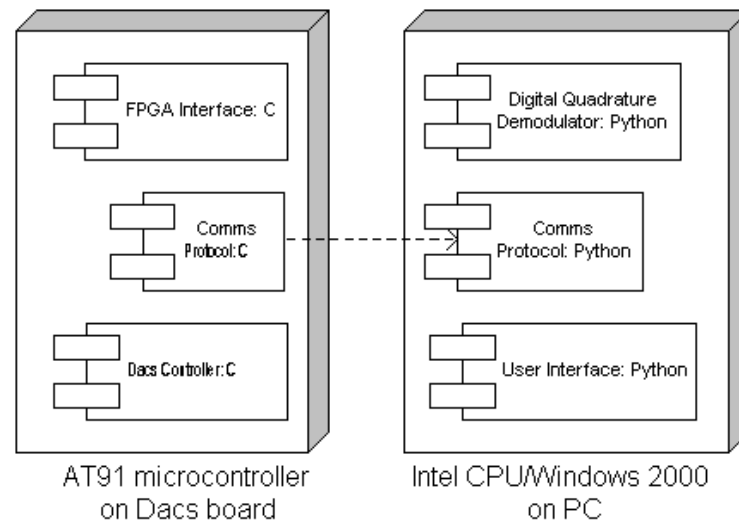 FPGA Interface: C
Comms
Protocol:C
Dacs Controller:C
AT91 microcontroller
on Dacs board
Digital Quadrature
Demodulator: Python
Comms
Protocol: Python
User Interface: Python
Intel CPU/Windows 2000
on PC